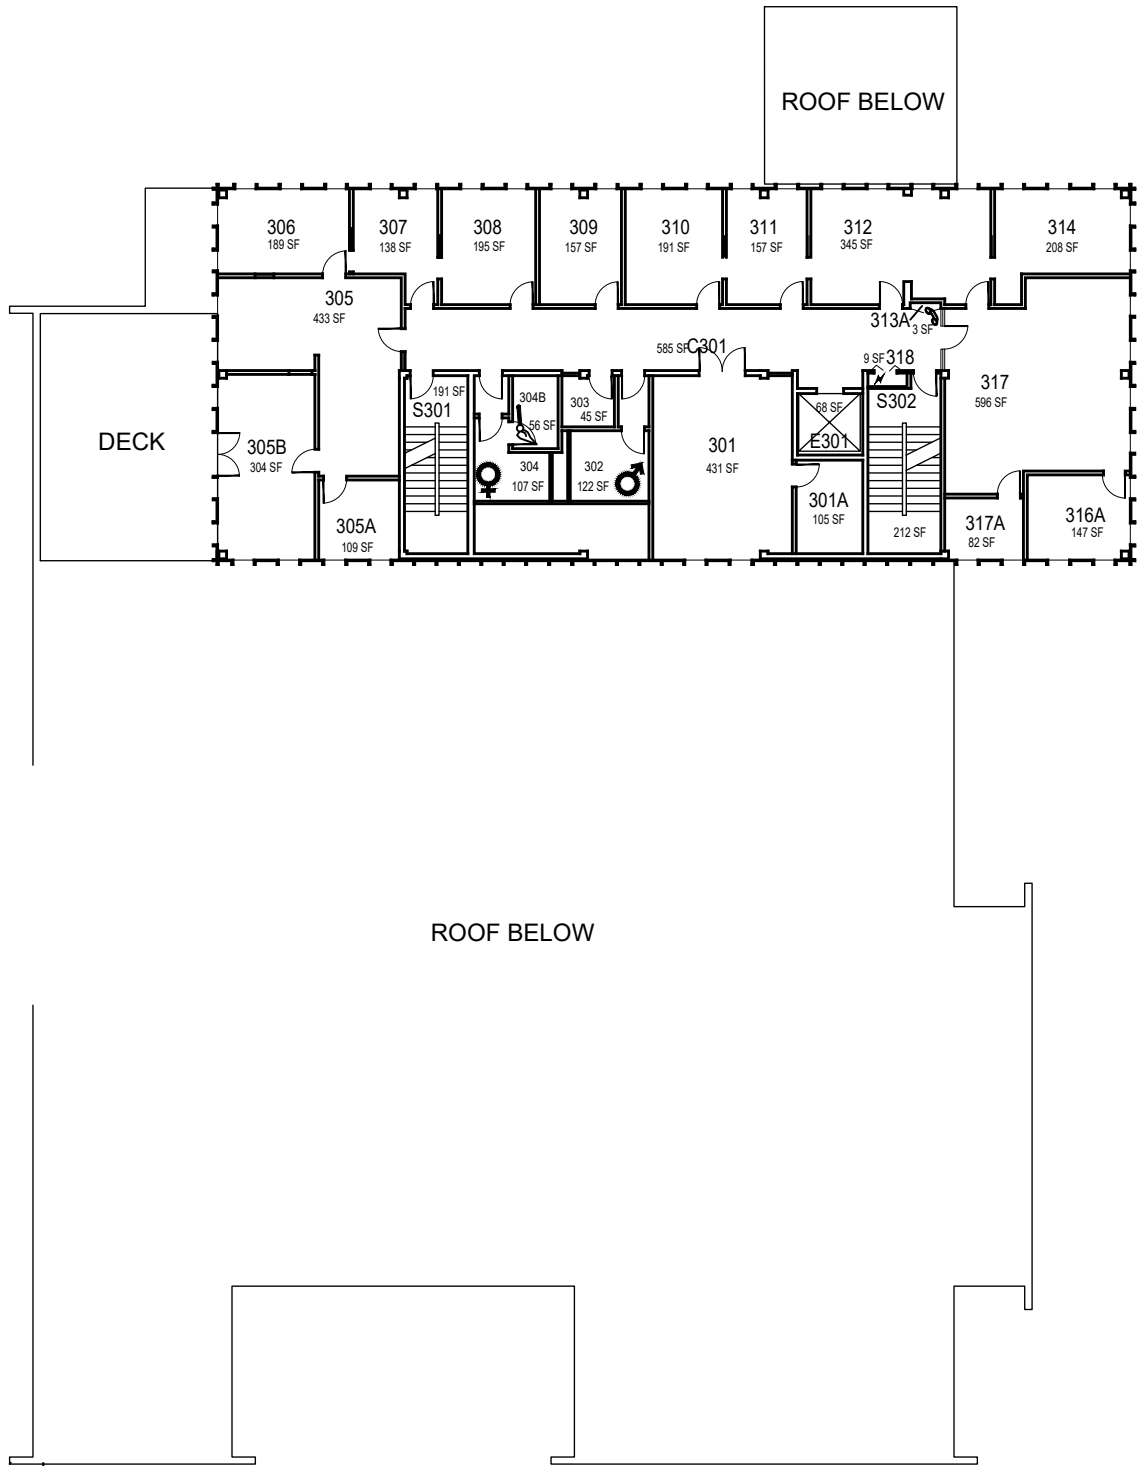 ROOF BELOW
306
189 SF
307
138 SF
308
195 SF
309
157 SF
310
191 SF
311
157 SF
312
345 SF
314
208 SF
305
433 SF
313A
3 SF
585 SF
C301
9 SF
318
191 SF
S301
304B
56 SF
303
45 SF
68 SF
E301
S302
317
596 SF
DECK
305B
304 SF
301
431 SF
304
107 SF
302
122 SF
301A
105 SF
305A
109 SF
212 SF
317A
82 SF
316A
147 SF
ROOF BELOW